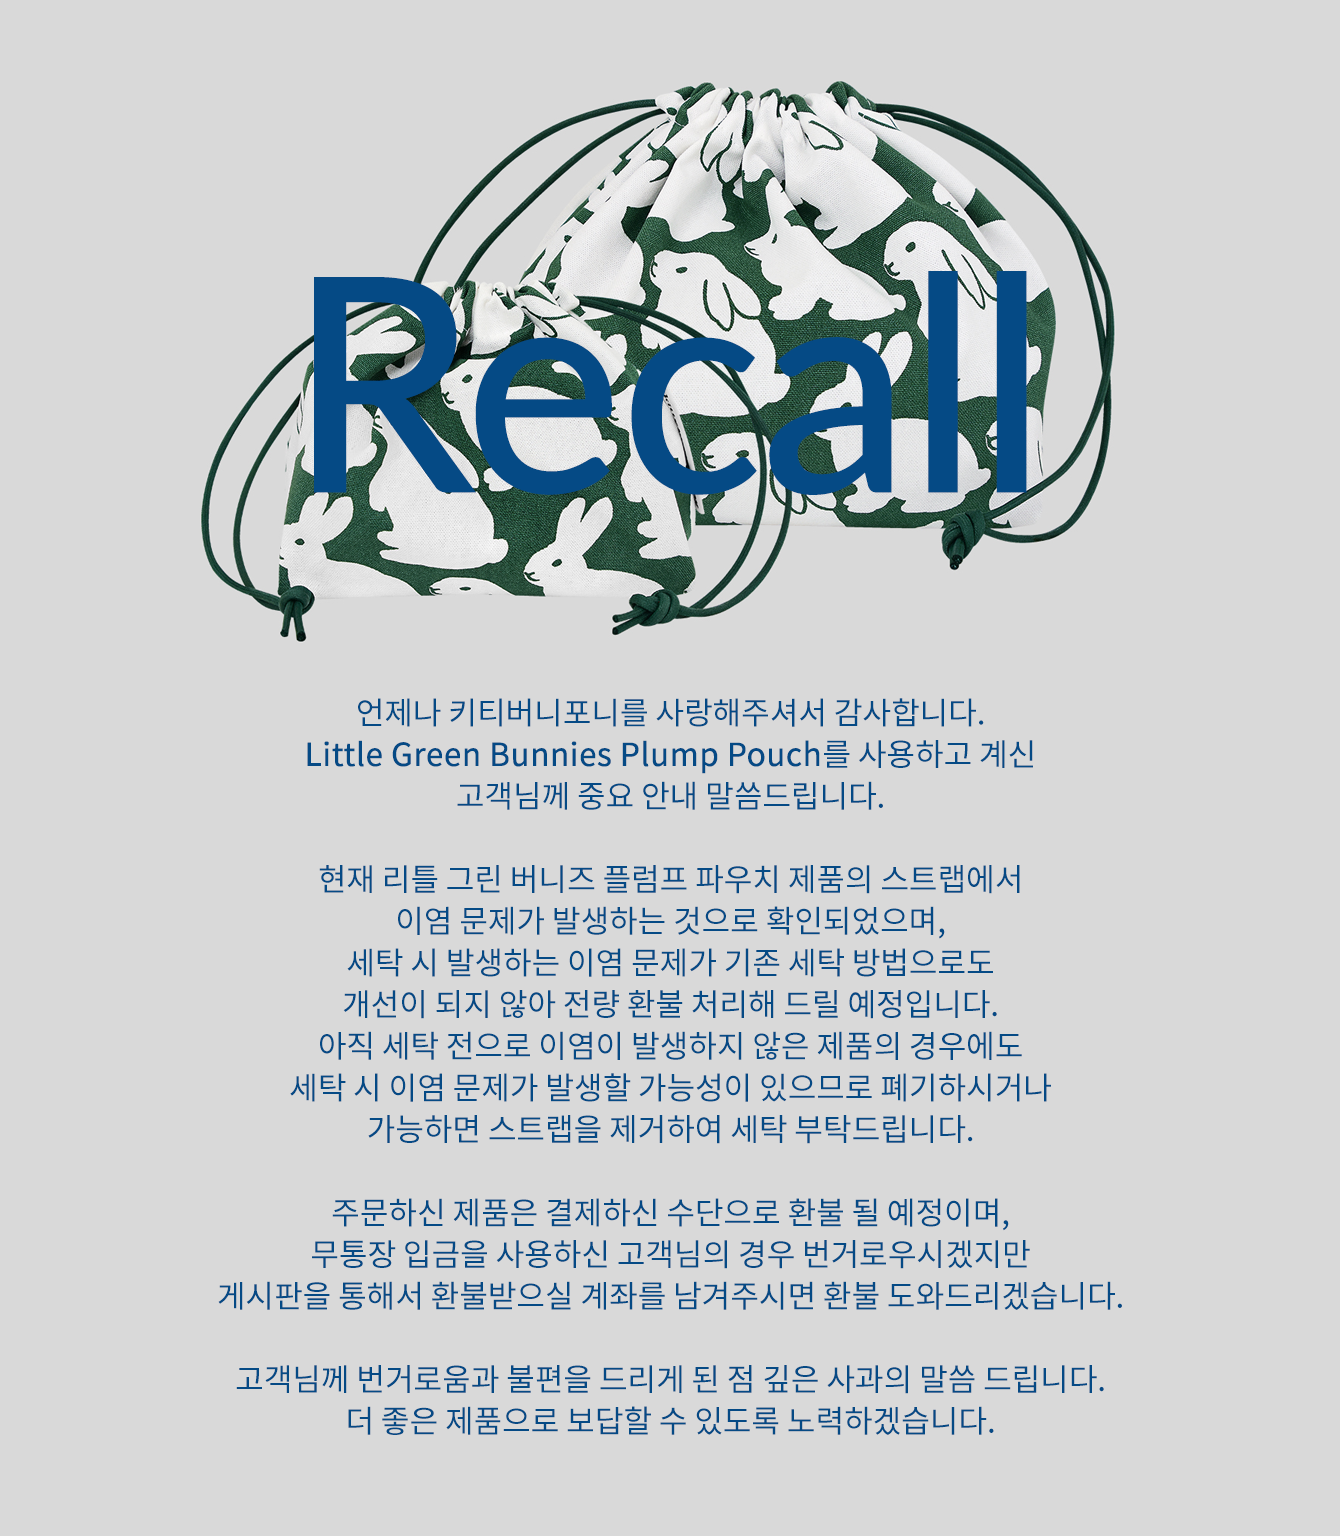 Recall
언제나 키티버니포니를 사랑해주셔서 감사합니다.
Little Green Bunnies Plump Pouch를 사용하고 계신
고객님께 중요 안내 말씀드립니다.
현재 리틀 그린 버니즈 플럼프 파우치 제품의 스트랩에서
이염 문제가 발생하는 것으로 확인되었으며,
세탁 시 발생하는 이염 문제가 기존 세탁 방법으로도
개선이 되지 않아 전량 환불 처리해 드릴 예정입니다.
아직 세탁 전으로 이염이 발생하지 않은 제품의 경우에도
세탁 시 이염 문제가 발생할 가능성이 있으므로 폐기하시거나
가능하면 스트랩을 제거하여 세탁 부탁드립니다.
주문하신 제품은 결제하신 수단으로 환불 될 예정이며,
무통장 입금을 사용하신 고객님의 경우 번거로우시겠지만
게시판을 통해서 환불받으실 계좌를 남겨주시면 환불 도와드리겠습니다.
고객님께 번거로움과 불편을 드리게 된 점 깊은 사과의 말씀 드립니다.
더 좋은 제품으로 보답할 수 있도록 노력하겠습니다.